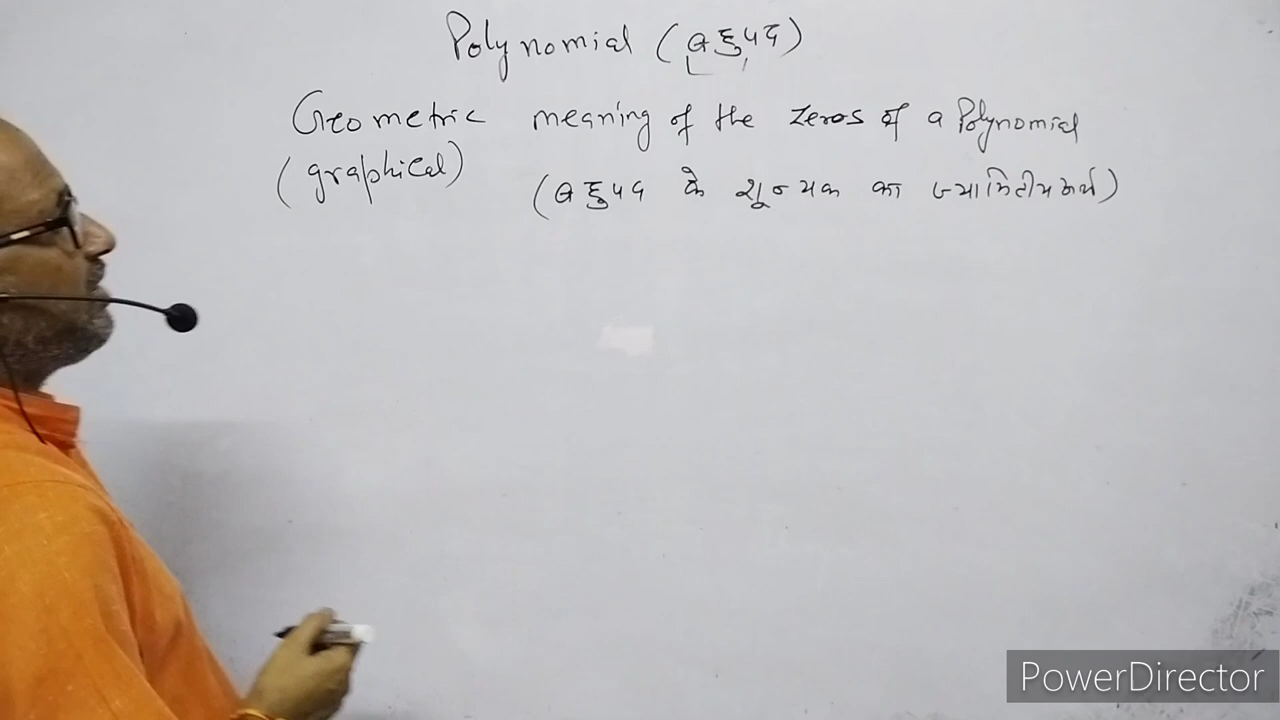 Polynomial (बहुपद)
Geometric meaning of the zeros of a Polynomial
(graphical) (बहुपद के शून्यक का ज्यामितीय अर्थ)
PowerDirector